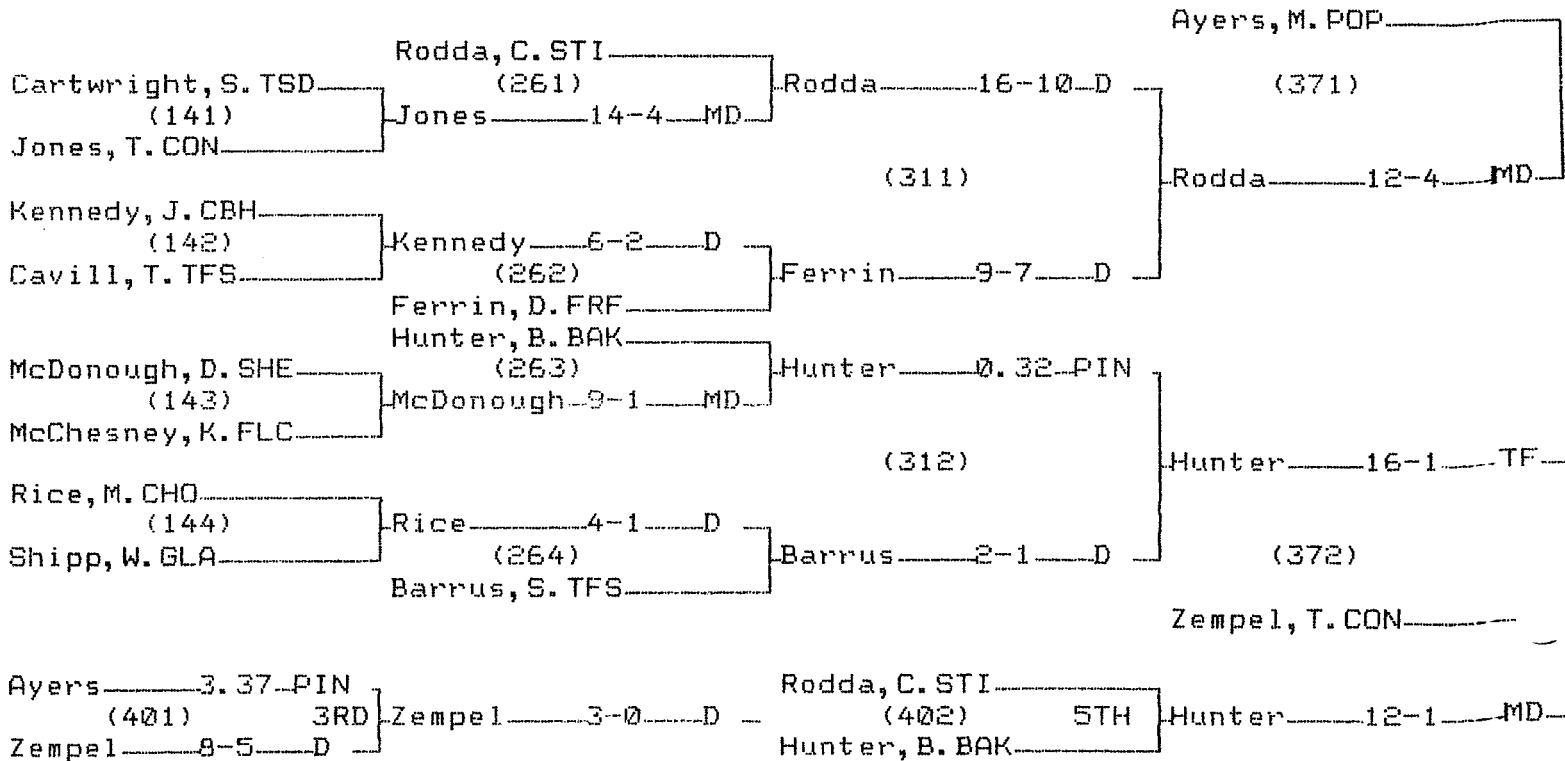 Ayers, M. POP
Rodda, C. STI
Cartwright, S. TSD (261) Rodda 16-10 D (371)
(141) Jones 14-4 MD
Jones, T. CON
(311) Rodda 12-4 MD
Kennedy, J. CBH
(142) Kennedy 6-2 D
Cavill, T. TFS (262) Ferrin 9-7 D
Ferrin, D. FRF
Hunter, B. BAK
McDonough, D. SHE (263) Hunter 0.32 PIN
(143) McDonough 9-1 MD
McChesney, K. FLC
(312) Hunter 16-1 TF
Rice, M. CHO
(144) Rice 4-1 D
Shipp, W. GLA (264) Barrus 2-1 D (372)
Barrus, S. TFS
Zempel, T. CON
Ayers 3.37 PIN Rodda, C. STI
(401) 3RD Zempel 3-0 D (402) 5TH Hunter 12-1 MD
Zempel 8-5 D Hunter, B. BAK